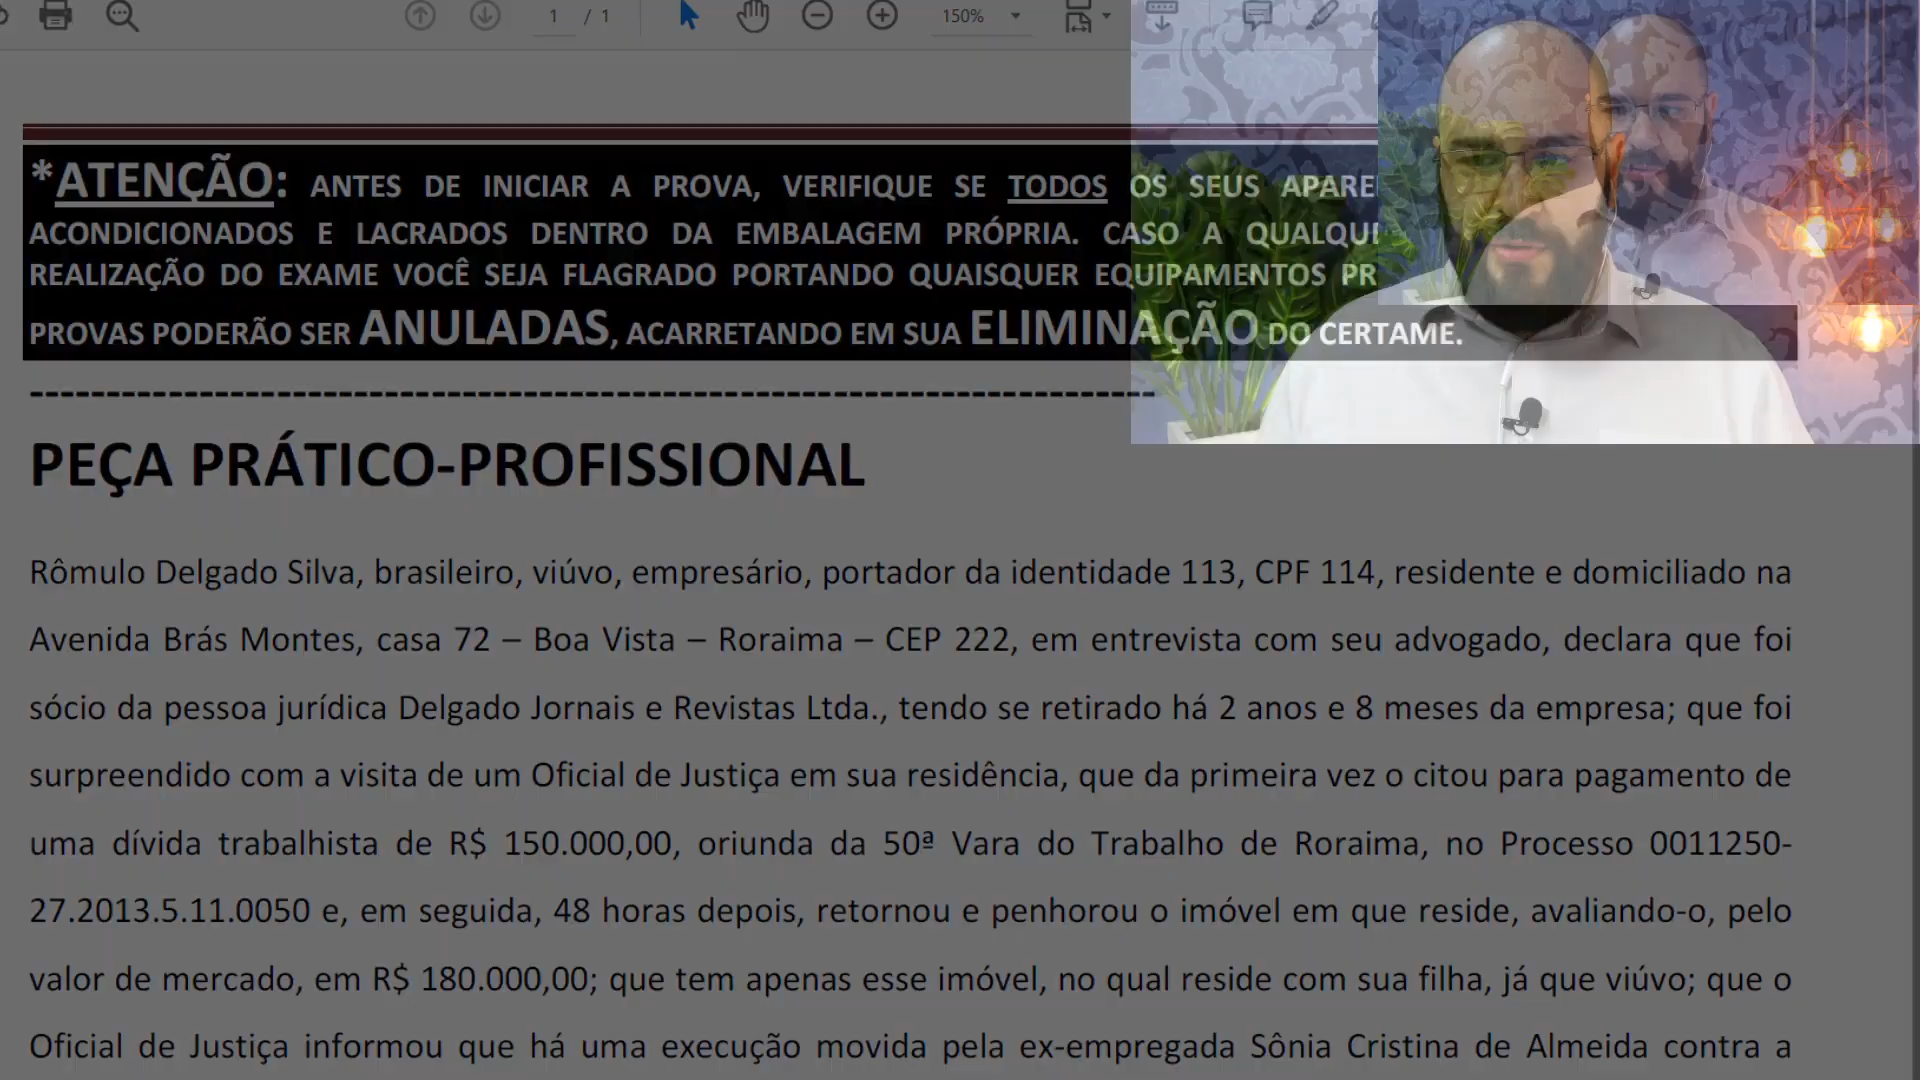 1 / 1
150%
*ATENÇÃO: ANTES DE INICIAR A PROVA, VERIFIQUE SE TODOS OS SEUS
ACONDICIONADOS E LACRADOS DENTRO DA EMBALAGEM PRÓPRIA. CASO A
REALIZAÇÃO DO EXAME VOCÊ SEJA FLAGRADO PORTANDO QUAISQUER EQUIPAMENTOS
PROVAS PODERÃO SER ANULADAS, ACARRETANDO EM SUA ELIMINAÇÃO DO CERTAME.
PEÇA PRÁTICO-PROFISSIONAL
Rômulo Delgado Silva, brasileiro, viúvo, empresário, portador da identidade 113, CPF 114, residente e domiciliado na
Avenida Brás Montes, casa 72 – Boa Vista – Roraima – CEP 222, em entrevista com seu advogado, declara que foi
sócio da pessoa jurídica Delgado Jornais e Revistas Ltda., tendo se retirado há 2 anos e 8 meses da empresa; que foi
surpreendido com a visita de um Oficial de Justiça em sua residência, que da primeira vez o citou para pagamento de
uma dívida trabalhista de R$ 150.000,00, oriunda da 50ª Vara do Trabalho de Roraima, no Processo 0011250-
27.2013.5.11.0050 e, em seguida, 48 horas depois, retornou e penhorou o imóvel em que reside, avaliando-o, pelo
valor de mercado, em R$ 180.000,00; que tem apenas esse imóvel, no qual reside com sua filha, já que viúvo; que o
Oficial de Justiça informou que há uma execução movida pela ex-empregada Sônia Cristina de Almeida contra a